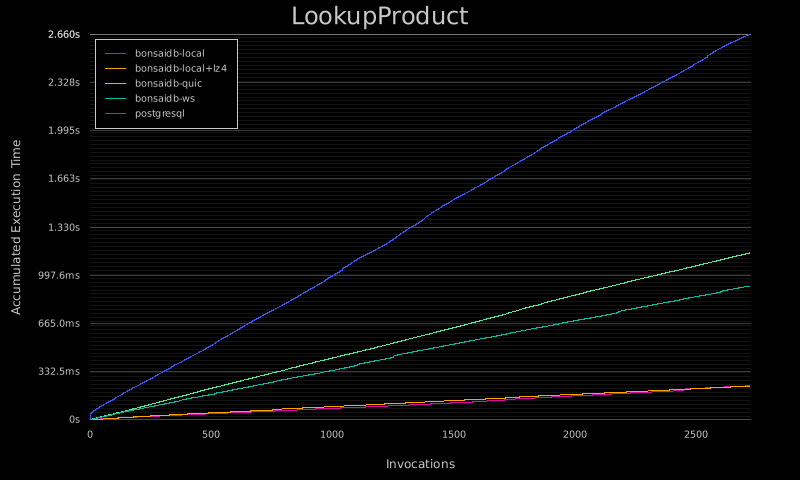 LookupProduct
2.660s
2.328s
1.995s
1.663s
1.330s
997.6ms
665.0ms
332.5ms
0s
Accumulated Execution Time
bonsaidb-local
bonsaidb-local+lz4
bonsaidb-quic
bonsaidb-ws
postgresql
0
500
1000
1500
2000
2500
Invocations